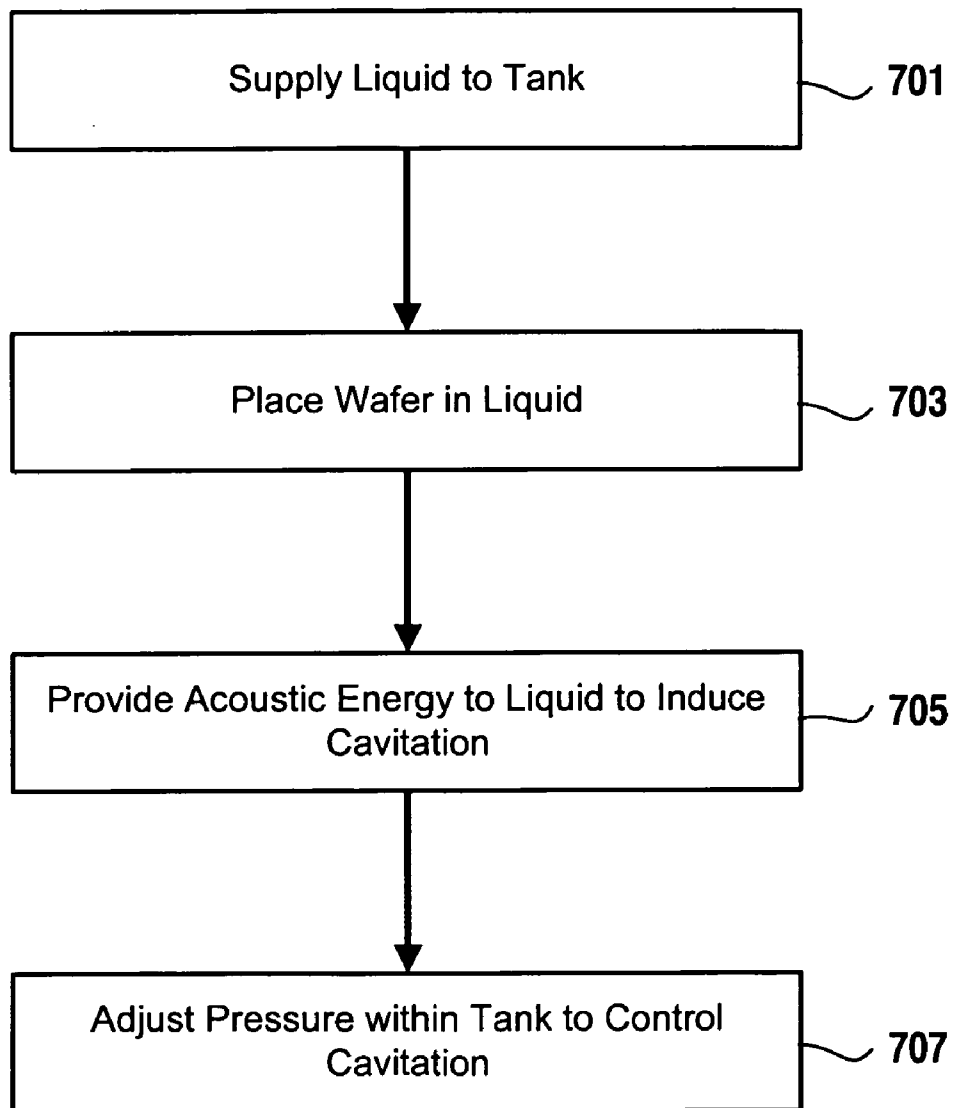 Supply Liquid to Tank
701
Place Wafer in Liquid
703
Provide Acoustic Energy to Liquid to Induce
Cavitation
705
Adjust Pressure within Tank to Control
Cavitation
707